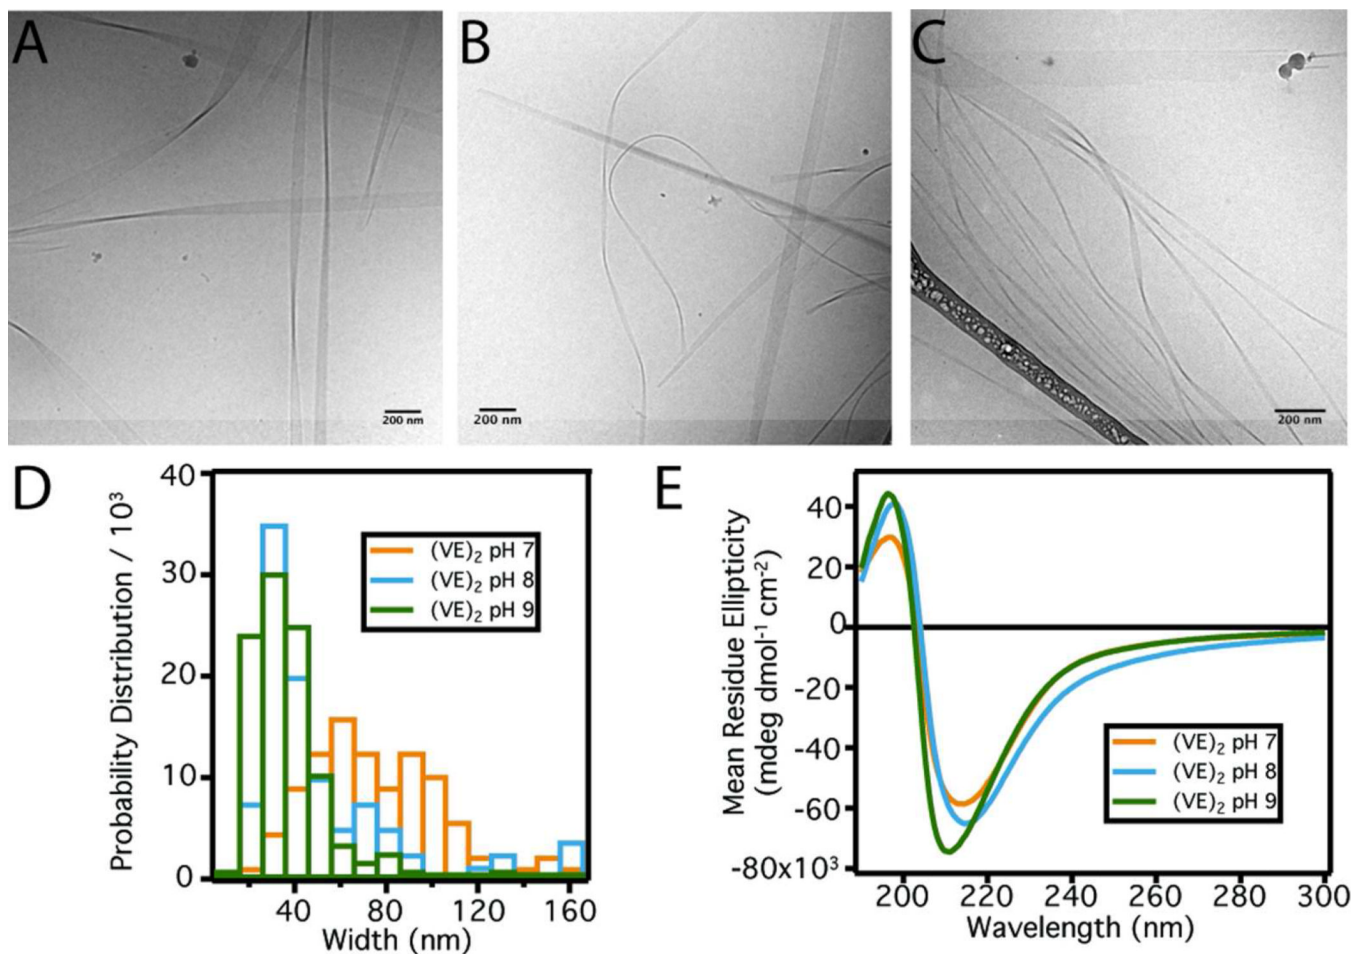 A
B
C
200 nm
200 nm
200 nm
D
Probability Distribution / 10³
40
30
20
10
0
(VE)₂ pH 7
(VE)₂ pH 8
(VE)₂ pH 9
40
80
120
160
Width (nm)
E
Mean Residue Ellipticity
(mdeg dmol⁻¹ cm⁻²)
40
20
0
-20
-40
-60
-80x10³
(VE)₂ pH 7
(VE)₂ pH 8
(VE)₂ pH 9
200
220
240
260
280
300
Wavelength (nm)